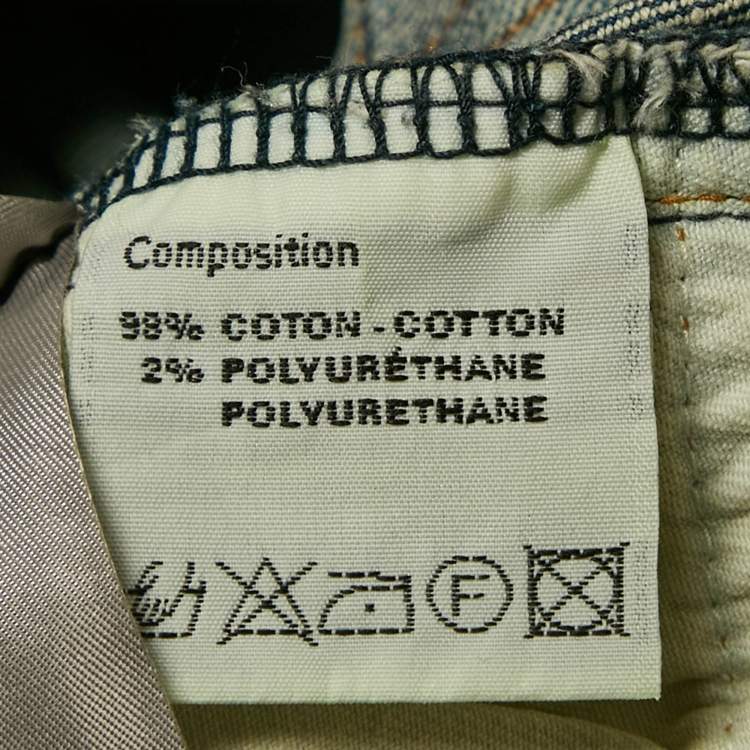 Composition
98% COTON - COTTON
2% POLYURÉTHANE
POLYURETHANE
F